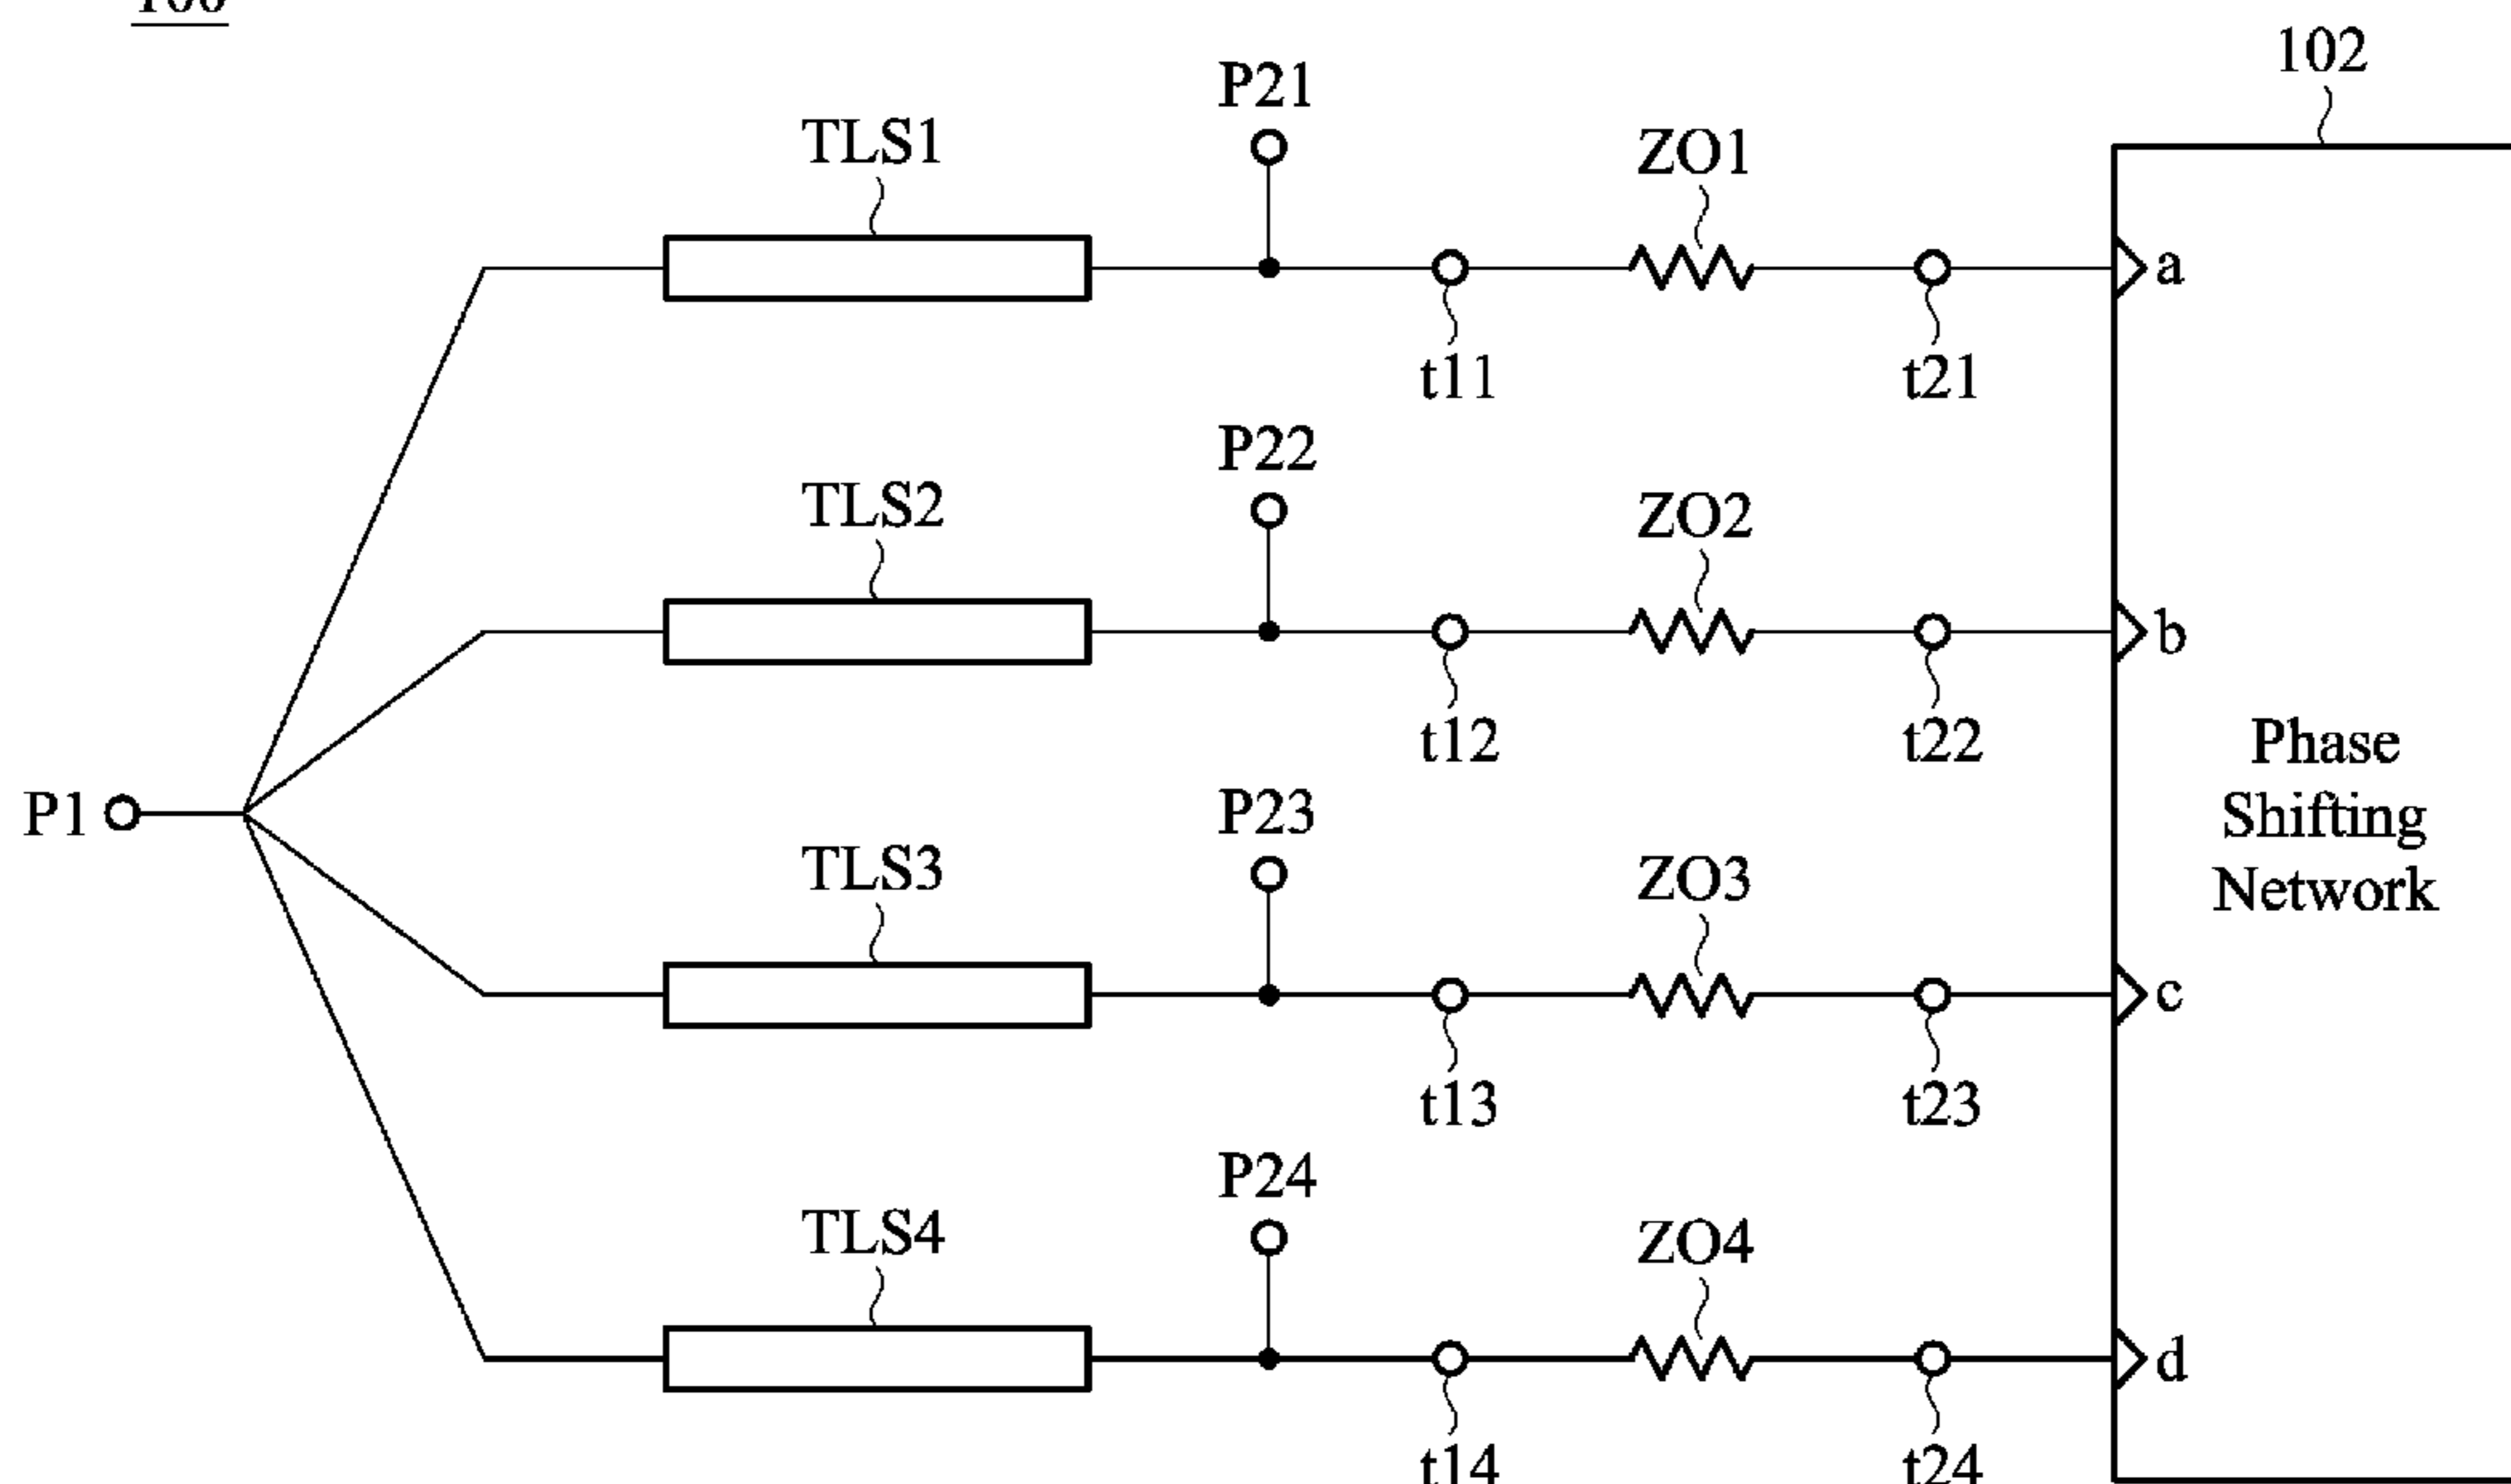 102
P21
TLS1
ZO1
a
t11
t21
P22
TLS2
ZO2
b
t12
t22
Phase
Shifting
Network
P1
P23
TLS3
ZO3
c
t13
t23
P24
TLS4
ZO4
d
t14
t24